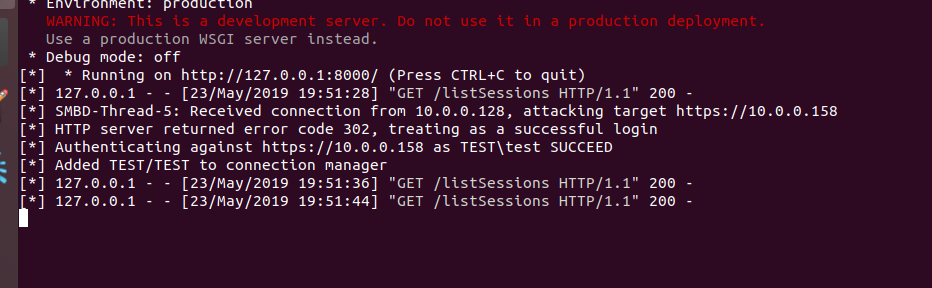 * Environment: production
WARNING: This is a development server. Do not use it in a production deployment.
Use a production WSGI server instead.
* Debug mode: off
[*]  * Running on http://127.0.0.1:8000/ (Press CTRL+C to quit)
[*] 127.0.0.1 - - [23/May/2019 19:51:28] "GET /listSessions HTTP/1.1" 200 -
[*] SMBD-Thread-5: Received connection from 10.0.0.128, attacking target https://10.0.0.158
[*] HTTP server returned error code 302, treating as a successful login
[*] Authenticating against https://10.0.0.158 as TEST\test SUCCEED
[*] Added TEST/TEST to connection manager
[*] 127.0.0.1 - - [23/May/2019 19:51:36] "GET /listSessions HTTP/1.1" 200 -
[*] 127.0.0.1 - - [23/May/2019 19:51:44] "GET /listSessions HTTP/1.1" 200 -